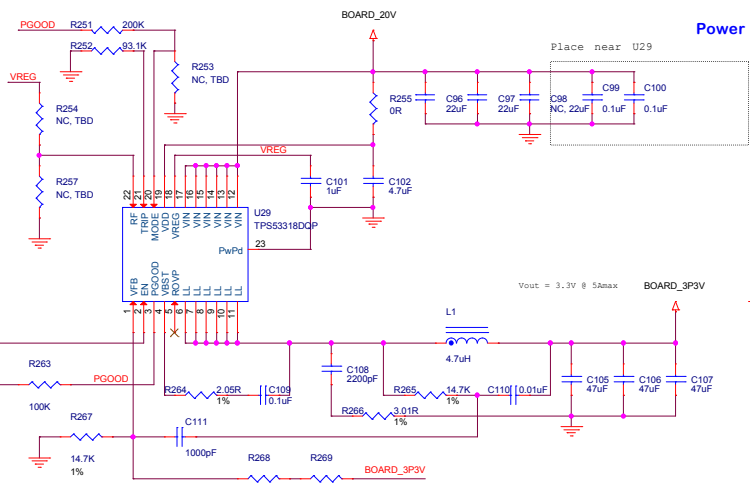 BOARD_20V
Power
PGOOD
R251
200K
R252
93.1K
Place near U29
VREG
R253
NC, TBD
R254
NC, TBD
R255
0R
C96
22uF
C97
22uF
C98
NC, 22uF
C99
0.1uF
C100
0.1uF
VREG
R257
NC, TBD
C101
1uF
C102
4.7uF
22 21 20 19 18 17 16 15 14 13 12
RF TRIP MODE VDD VREG VIN VIN VIN VIN VIN VIN
U29
TPS53318DQP
PwPd
23
VFB EN PGOOD VBST ROVP LL LL LL LL LL LL
1 2 3 4 5 6 7 8 9 10 11
Vout = 3.3V @ 5Amax
BOARD_3P3V
L1
4.7uH
R263
100K
PGOOD
R264
2.05R
1%
C109
0.1uF
C108
2200pF
R265
14.7K
1%
C110
0.01uF
C105
47uF
C106
47uF
C107
47uF
R266
3.01R
1%
R267
14.7K
1%
C111
1000pF
R268
R269
BOARD_3P3V